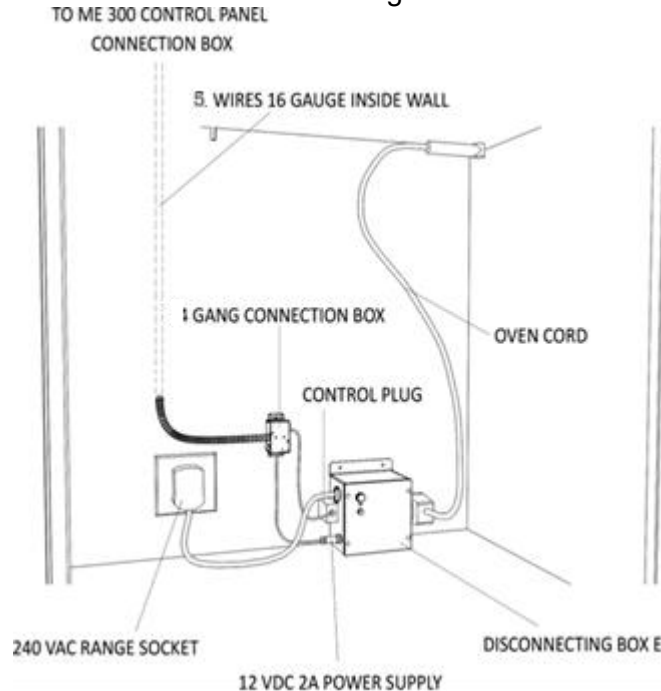 TO ME 300 CONTROL PANEL
CONNECTION BOX
5. WIRES 16 GAUGE INSIDE WALL
GANG CONNECTION BOX
OVEN CORD
CONTROL PLUG
240 VAC RANGE SOCKET
DISCONNECTING BOX E
12 VDC 2A POWER SUPPLY